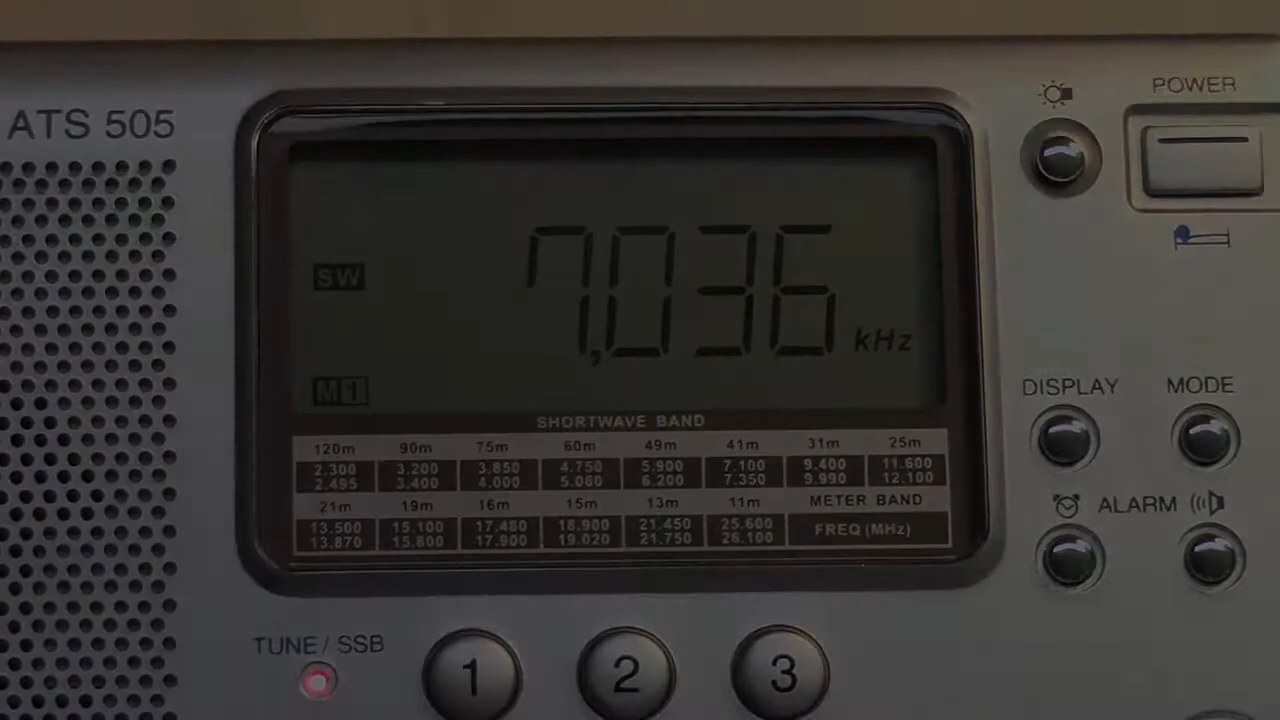 POWER
ATS 505
SW
7,036 kHz
M1
DISPLAY MODE
SHORTWAVE BAND
120m 90m 75m 60m 49m 41m 31m 25m
2.300 3.200 3.850 4.750 5.900 7.100 9.400 11.600
2.495 3.400 4.000 5.060 6.200 7.350 9.990 12.100
21m 19m 16m 15m 13m 11m METER BAND
13.500 15.100 17.480 18.900 21.450 25.600 FREQ (MHz)
13.870 15.800 17.900 19.020 21.750 26.100
ALARM
TUNE / SSB
1 2 3